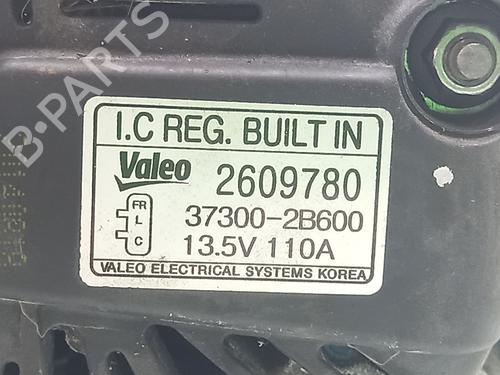 B-PARTS
I.C REG. BUILT IN
Valeo 2609780
FR
L
C
37300-2B600
13.5V 110A
VALEO ELECTRICAL SYSTEMS KOREA